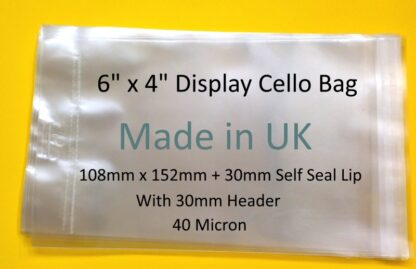 6" x 4" Display Cello Bag
Made in UK
108mm x 152mm + 30mm Self Seal Lip
With 30mm Header
40 Micron